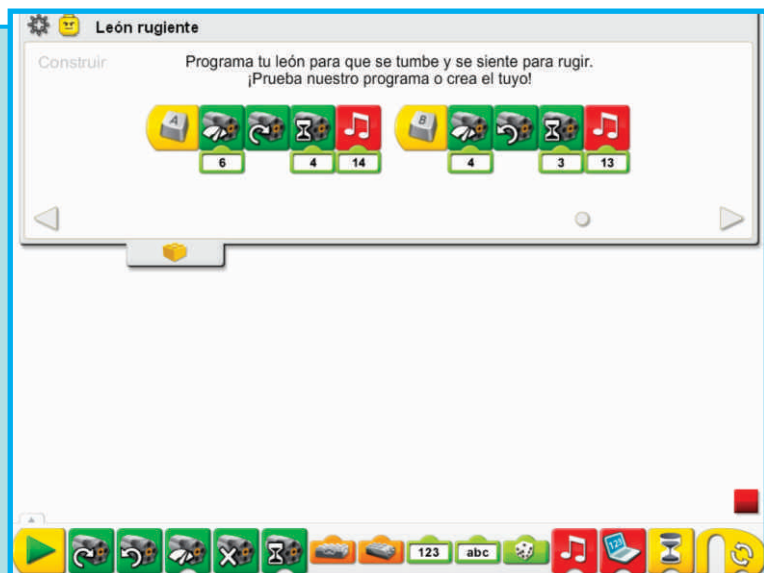 León rugiente
Construir
Programa tu león para que se tumbe y se siente para rugir.
¡Prueba nuestro programa o crea el tuyo!
A B
6 4 14 4 3 13
123 abc 123